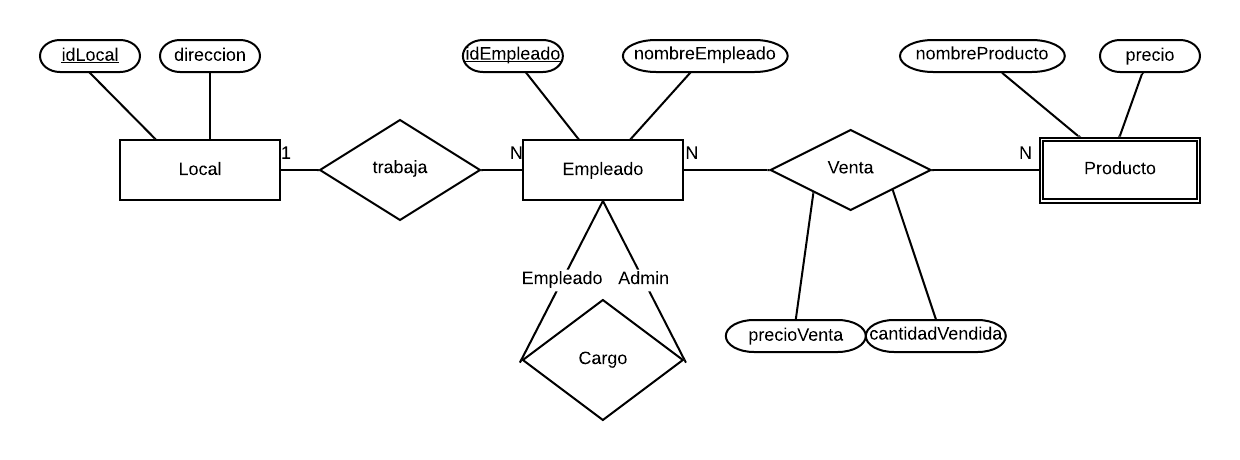 idLocal
direccion
idEmpleado
nombreEmpleado
nombreProducto
precio
Local
1
trabaja
N
Empleado
N
Venta
N
Producto
Empleado
Admin
Cargo
precioVenta
cantidadVendida